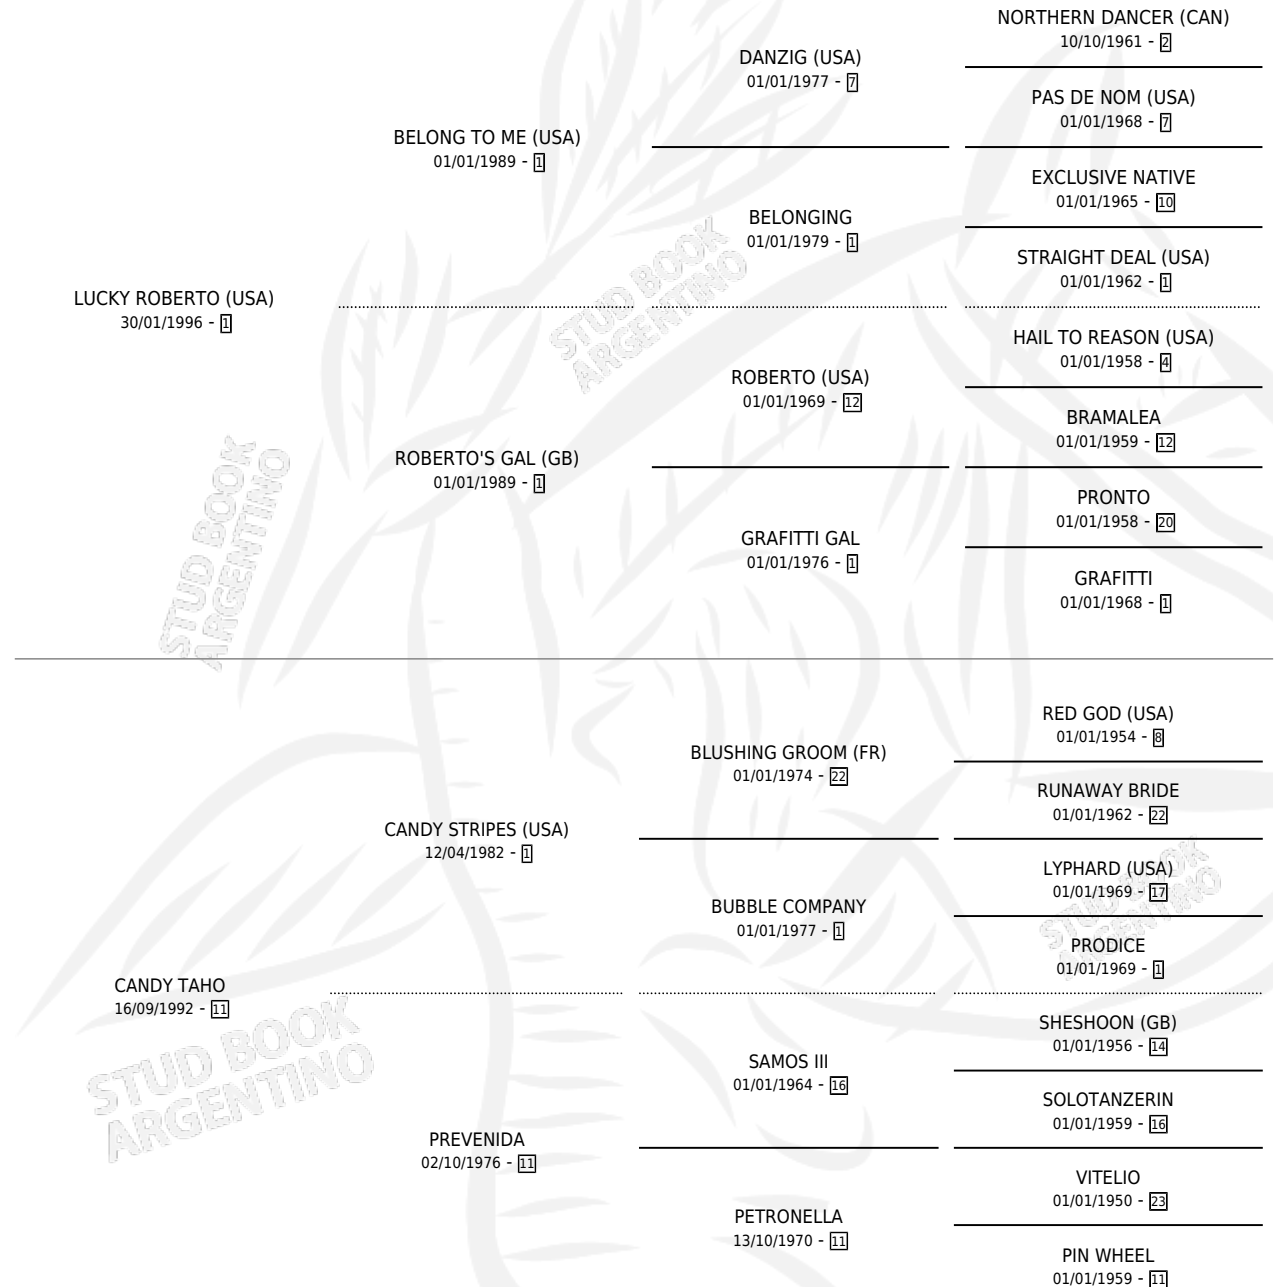 NORTHERN DANCER (CAN)
10/10/1961 - 2
DANZIG (USA)
01/01/1977 - 7
PAS DE NOM (USA)
01/01/1968 - 7
BELONG TO ME (USA)
01/01/1989 - 1
EXCLUSIVE NATIVE
01/01/1965 - 10
BELONGING
01/01/1979 - 1
STRAIGHT DEAL (USA)
01/01/1962 - 1
LUCKY ROBERTO (USA)
30/01/1996 - 1
HAIL TO REASON (USA)
01/01/1958 - 4
ROBERTO (USA)
01/01/1969 - 12
BRAMALEA
01/01/1959 - 12
ROBERTO'S GAL (GB)
01/01/1989 - 1
PRONTO
01/01/1958 - 20
GRAFITTI GAL
01/01/1976 - 1
GRAFITTI
01/01/1968 - 1
STUD BOOK
ARGENTINO
STUD BOOK
ARGENTINO
RED GOD (USA)
01/01/1954 - 8
BLUSHING GROOM (FR)
01/01/1974 - 22
RUNAWAY BRIDE
01/01/1962 - 22
CANDY STRIPES (USA)
12/04/1982 - 1
LYPHARD (USA)
01/01/1969 - 17
BUBBLE COMPANY
01/01/1977 - 1
PRODICE
01/01/1969 - 1
STUD BOOK
ARGENTINO
CANDY TAHO
16/09/1992 - 11
SHESHOON (GB)
01/01/1956 - 14
SAMOS III
01/01/1964 - 16
SOLOTANZERIN
01/01/1959 - 16
STUD BOOK
ARGENTINO
PREVENIDA
02/10/1976 - 11
VITELIO
01/01/1950 - 23
PETRONELLA
13/10/1970 - 11
PIN WHEEL
01/01/1959 - 11